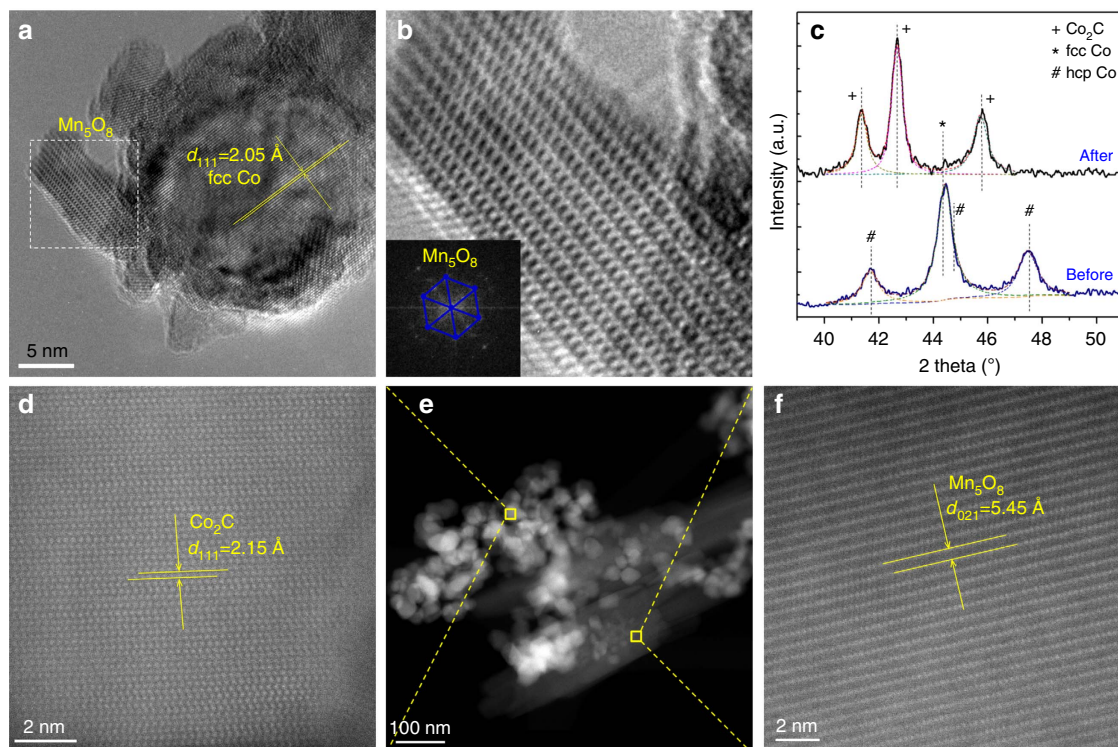 a
Mn₅O₈
d₁₁₁=2.05 Å
fcc Co
5 nm
b
Mn₅O₈
c
+ Co₂C
* fcc Co
# hcp Co
+
+
+
*
After
#
#
#
Before
Intensity (a.u.)
40 42 44 46 48 50
2 theta (°)
d
Co₂C
d₁₁₁=2.15 Å
2 nm
e
100 nm
f
Mn₅O₈
d₀₂₁=5.45 Å
2 nm